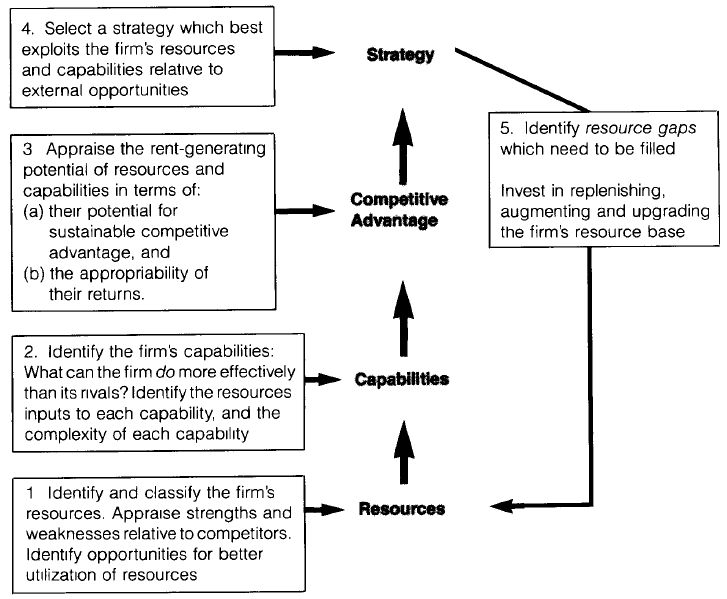 4. Select a strategy which best
exploits the firm's resources
and capabilities relative to
external opportunities
Strategy
5. Identify resource gaps
which need to be filled
Invest in replenishing,
augmenting and upgrading
the firm's resource base
3 Appraise the rent-generating
potential of resources and
capabilities in terms of:
(a) their potential for
sustainable competitive
advantage, and
(b) the appropriability of
their returns.
Competitive
Advantage
2. Identify the firm's capabilities:
What can the firm do more effectively
than its rivals? Identify the resources
inputs to each capability, and the
complexity of each capability
Capabilities
1 Identify and classify the firm's
resources. Appraise strengths and
weaknesses relative to competitors.
Identify opportunities for better
utilization of resources
Resources